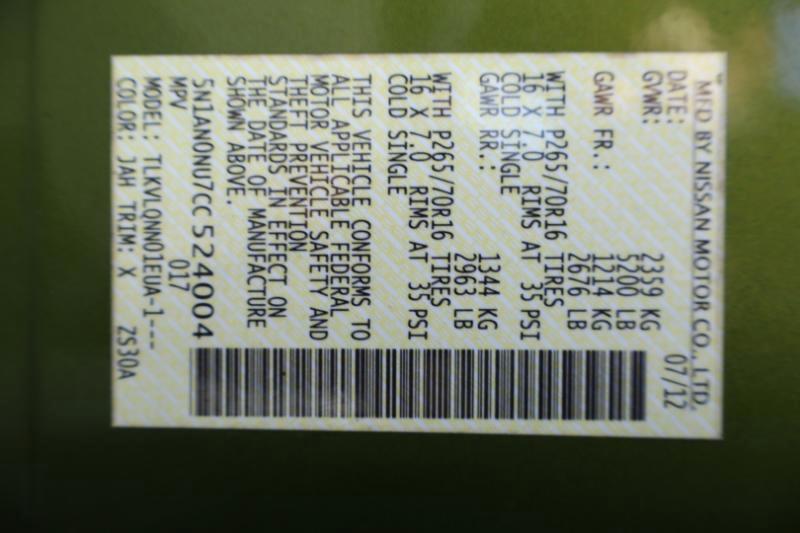 MFD BY NISSAN MOTOR CO., LTD.
DATE: 07/12
GVWR: 2359 KG
5200 LB
GAWR FR.: 1214 KG
2676 LB
WITH P265/70R16 TIRES
16 X 7.0 RIMS AT 35 PSI
COLD SINGLE
GAWR RR.: 1344 KG
2963 LB
WITH P265/70R16 TIRES
16 X 7.0 RIMS AT 35 PSI
COLD SINGLE
THIS VEHICLE CONFORMS TO
ALL APPLICABLE FEDERAL
MOTOR VEHICLE SAFETY AND
THEFT PREVENTION
STANDARDS IN EFFECT ON
THE DATE OF MANUFACTURE
SHOWN ABOVE.
5N1AN0NU7CC524004
MPV 017
MODEL: TLKVLQNN01EUA-1---
COLOR: JAH TRIM: X ZS30A